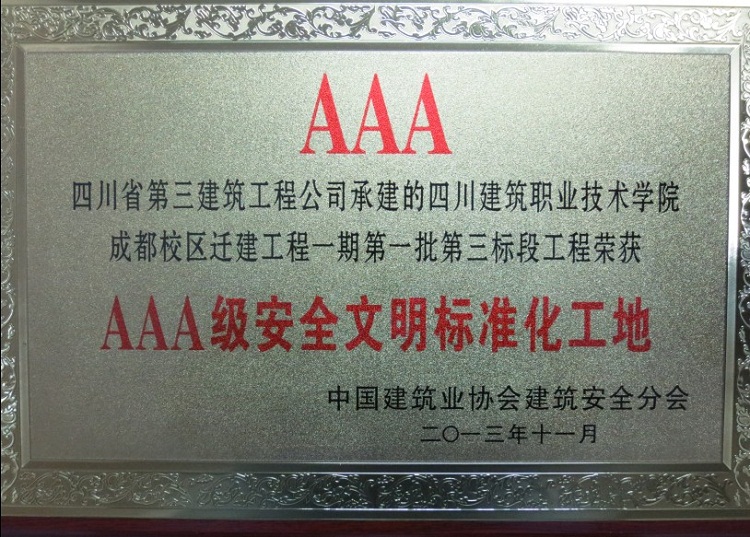 AAA
四川省第三建筑工程公司承建的四川建筑职业技术学院
成都校区迁建工程一期第一批第三标段工程荣获
AAA级安全文明标准化工地
中国建筑业协会建筑安全分会
二〇一三年十一月